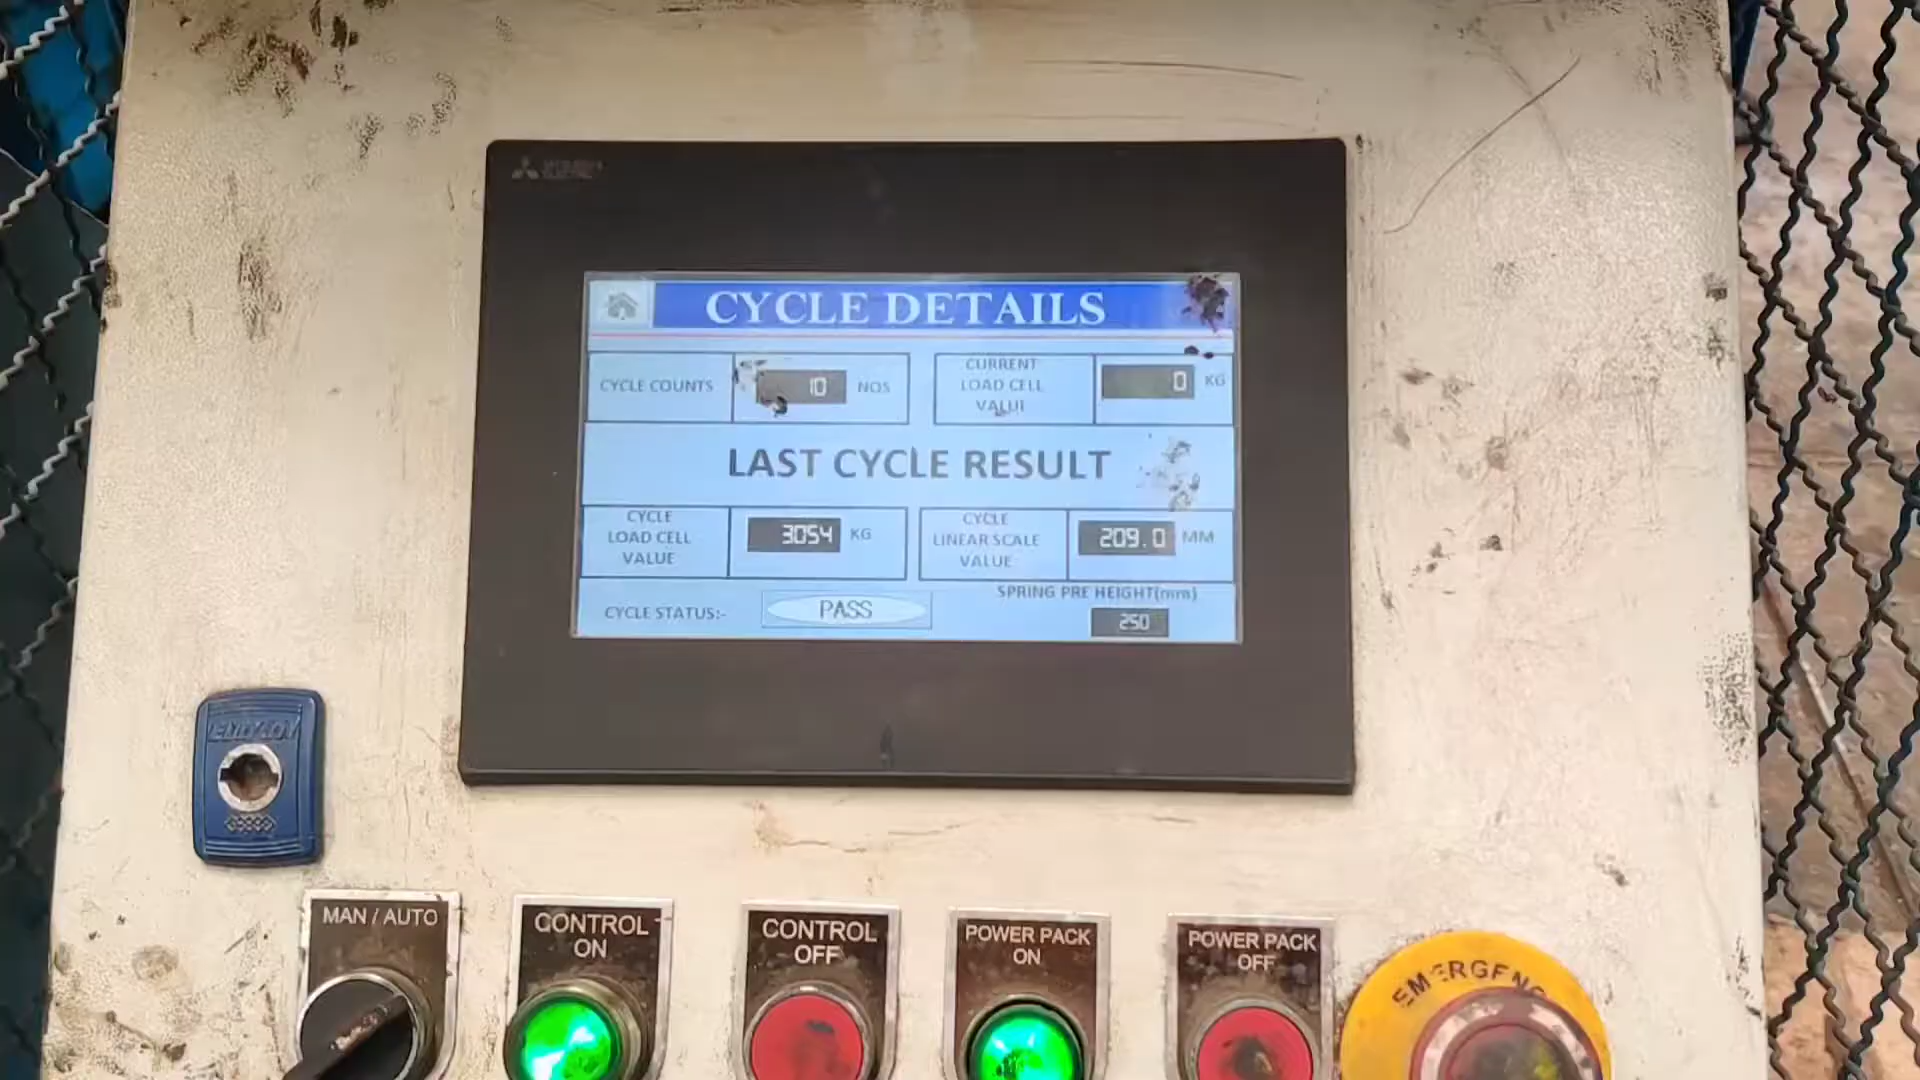 CYCLE DETAILS
CYCLE COUNTS 10 NOS
CURRENT
LOAD CELL
VALUE
0 KG
LAST CYCLE RESULT
CYCLE
LOAD CELL
VALUE
3054 KG
CYCLE
LINEAR SCALE
VALUE
209.0 MM
CYCLE STATUS:- PASS
SPRING PRE HEIGHT(mm)
250
MAN / AUTO
CONTROL
ON
CONTROL
OFF
POWER PACK
ON
POWER PACK
OFF
EMERGENC